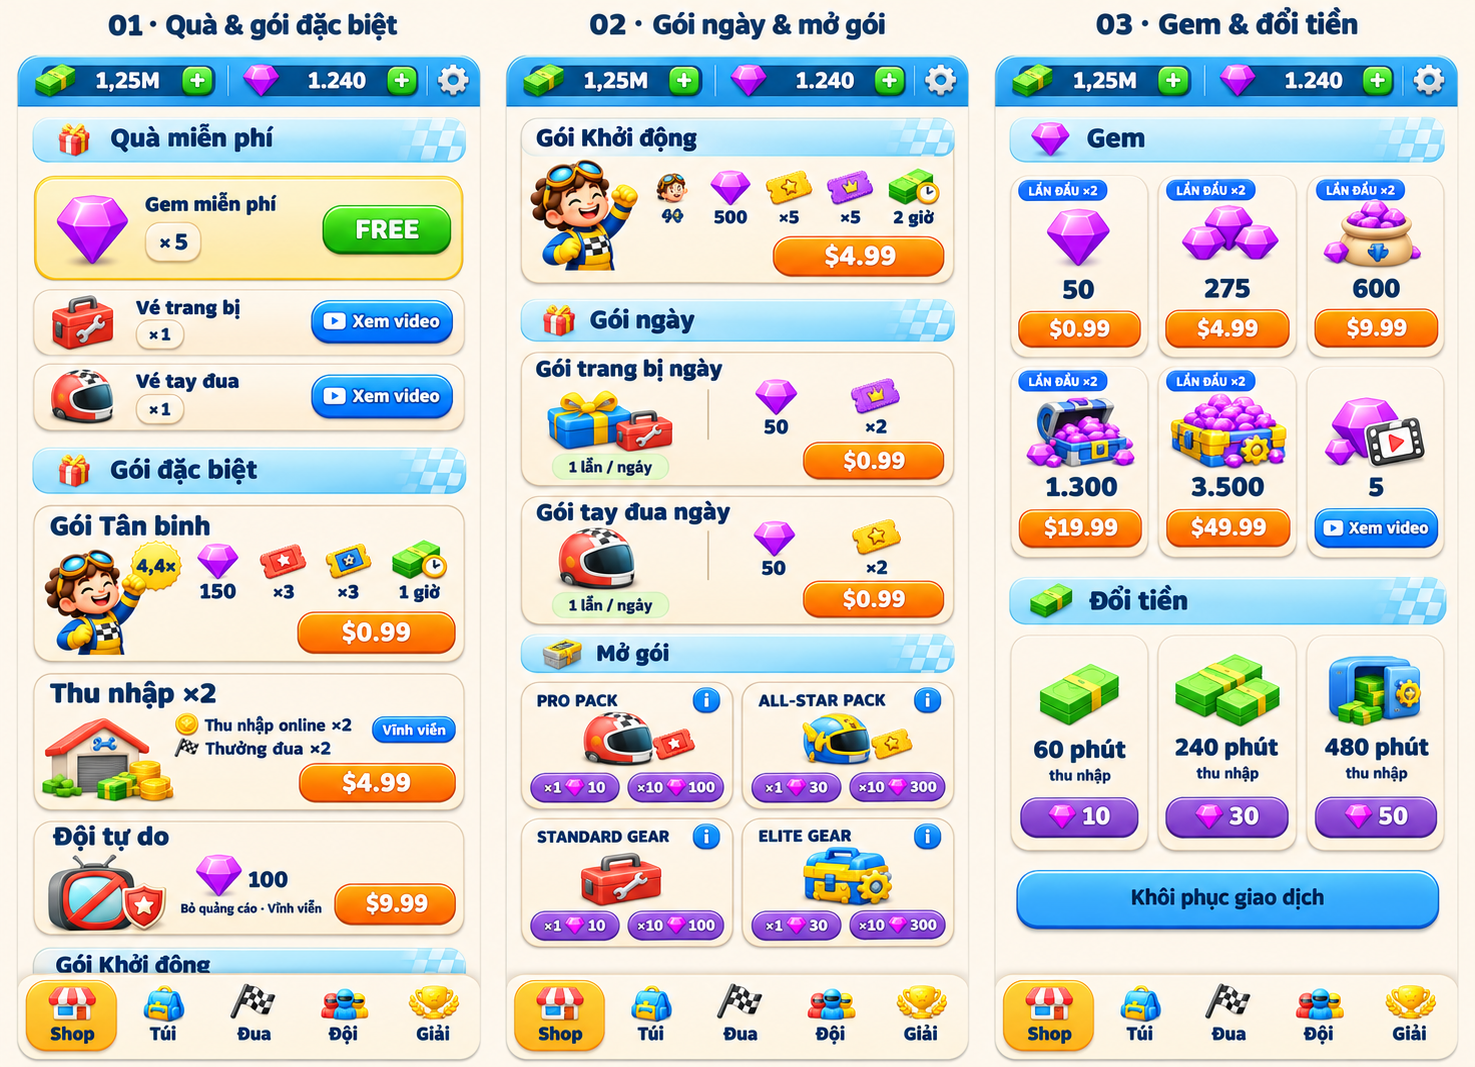 01 · Quà & gói đặc biệt
1,25M
+
1.240
+
Quà miễn phí
Gem miễn phí
×5
FREE
Vé trang bị
×1
Xem video
Vé tay đua
×1
Xem video
Gói đặc biệt
Gói Tân binh
4,4×
150
×3
×3
1 giờ
$0.99
Thu nhập ×2
Thu nhập online ×2
Vĩnh viễn
Thưởng đua ×2
$4.99
Đội tự do
100
Bỏ quảng cáo · Vĩnh viễn
$9.99
Gói Khởi động
Shop
Túi
Đua
Đội
Giải
02 · Gói ngày & mở gói
1,25M
+
1.240
+
Gói Khởi động
500
×5
×5
2 giờ
$4.99
Gói ngày
Gói trang bị ngày
50
×2
1 lần / ngáy
$0.99
Gói tay đua ngày
50
×2
1 lần / ngảy
$0.99
Mở gói
PRO PACK
i
×1 10
×10 100
ALL-STAR PACK
i
×1 30
×10 300
STANDARD GEAR
i
×1 10
×10 100
ELITE GEAR
i
×1 30
×10 300
Shop
Túi
Đua
Đội
Giải
03 · Gem & đổi tiền
1,25M
+
1.240
+
Gem
LẦN ĐẦU ×2
50
$0.99
LẦN ĐẦU ×2
275
$4.99
LẦN ĐẦU ×2
600
$9.99
LẦN ĐẦU ×2
1.300
$19.99
LẦN ĐẦU ×2
3.500
$49.99
5
Xem video
Đổi tiền
60 phút
thu nhập
10
240 phút
thu nhập
30
480 phút
thu nhập
50
Khôi phục giao dịch
Shop
Túi
Đua
Đội
Giải